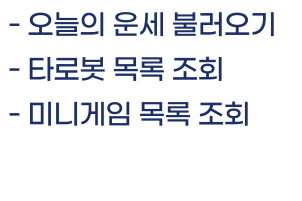 - 오늘의 운세 불러오기
- 타로봇 목록 조회
- 미니게임 목록 조회